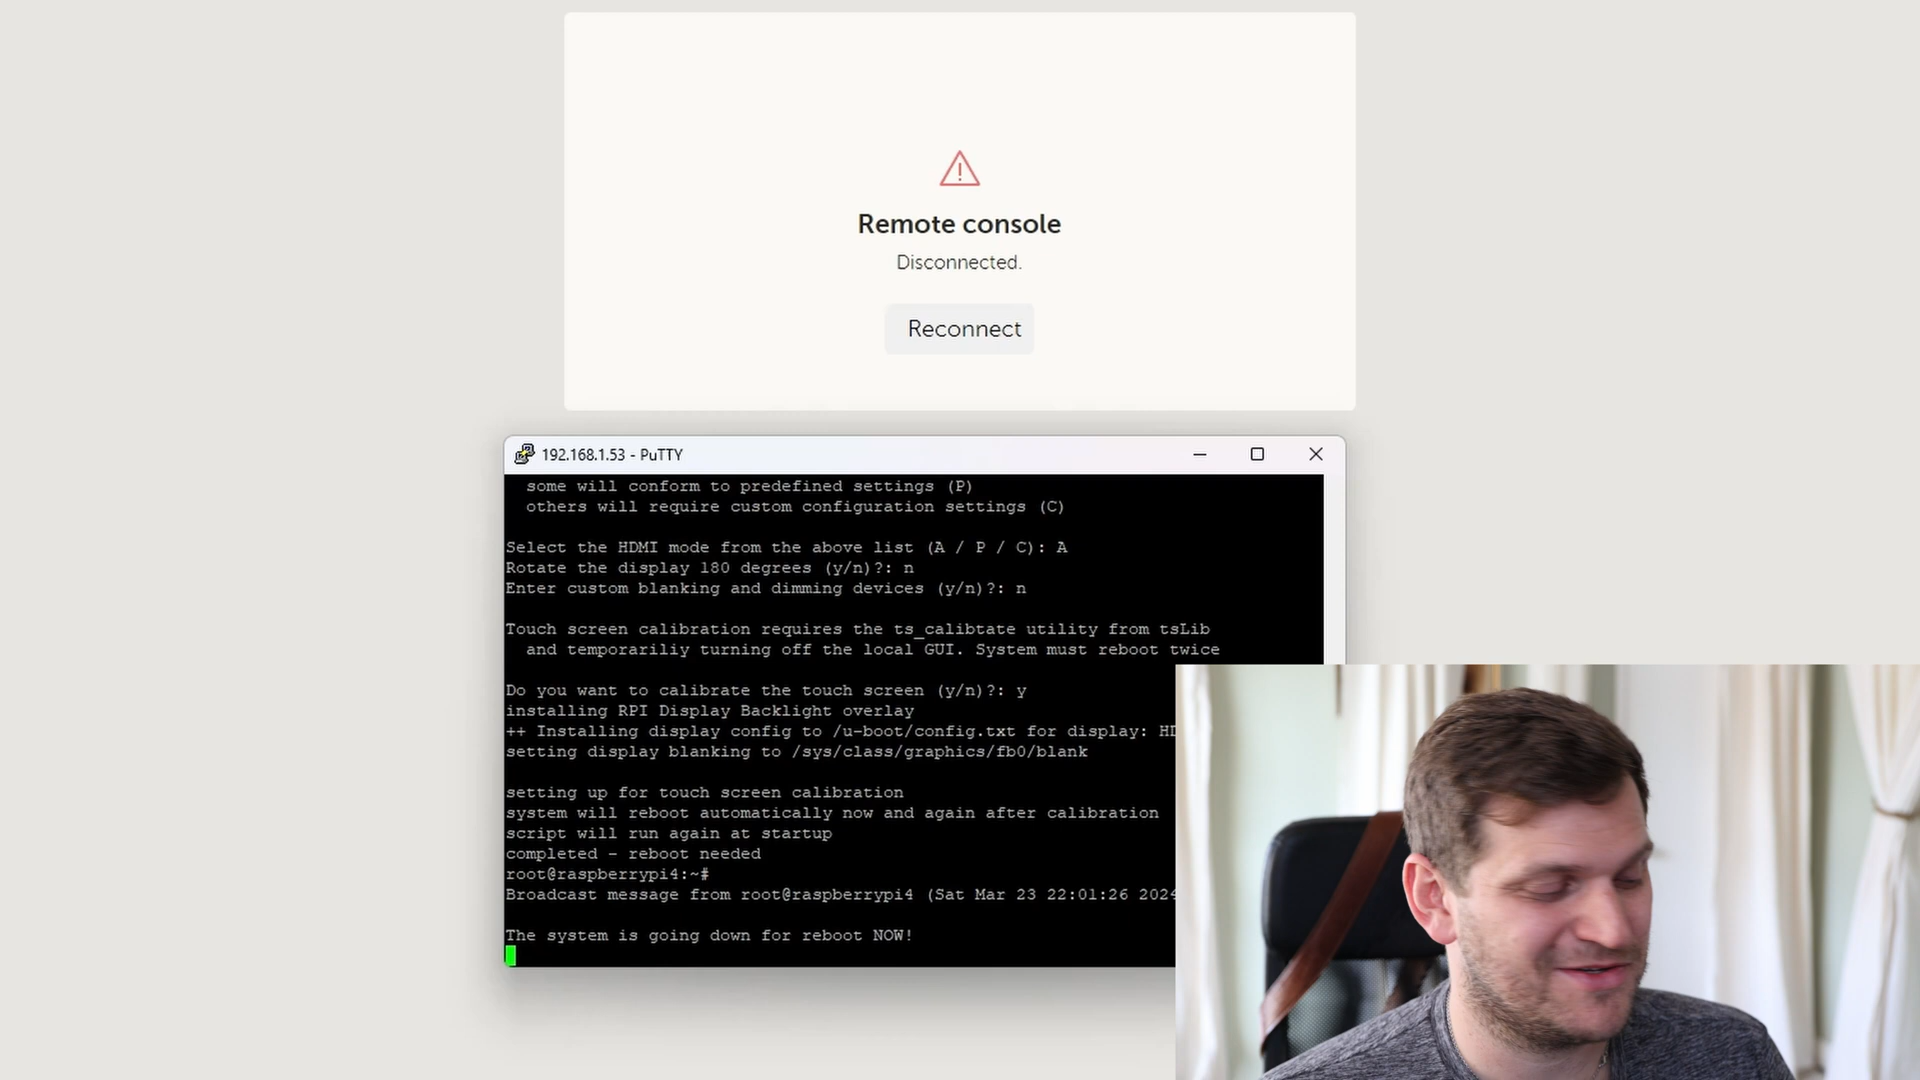 Remote console
Disconnected.
Reconnect
192.168.1.53 - PuTTY
some will conform to predefined settings (P)
others will require custom configuration settings (C)
Select the HDMI mode from the above list (A / P / C): A
Rotate the display 180 degrees (y/n)?: n
Enter custom blanking and dimming devices (y/n)?: n
Touch screen calibration requires the ts_calibtate utility from tsLib
and temporariliy turning off the local GUI. System must reboot twice
Do you want to calibrate the touch screen (y/n)?: y
installing RPI Display Backlight overlay
++ Installing display config to /u-boot/config.txt for display:
setting display blanking to /sys/class/graphics/fb0/blank
setting up for touch screen calibration
system will reboot automatically now and again after calibration
script will run again at startup
completed - reboot needed
root@raspberrypi4:~#
Broadcast message from root@raspberrypi4 (Sat Mar 23 22:01:26 2024
The system is going down for reboot NOW!